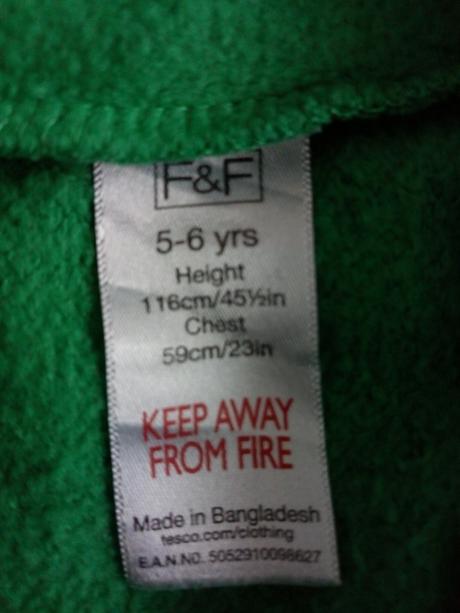 F&F
5-6 yrs
Height
116cm/45½in
Chest
59cm/23in
KEEP AWAY
FROM FIRE
Made in Bangladesh
tesco.com/clothing
E.A.N.NO. 5052910098627